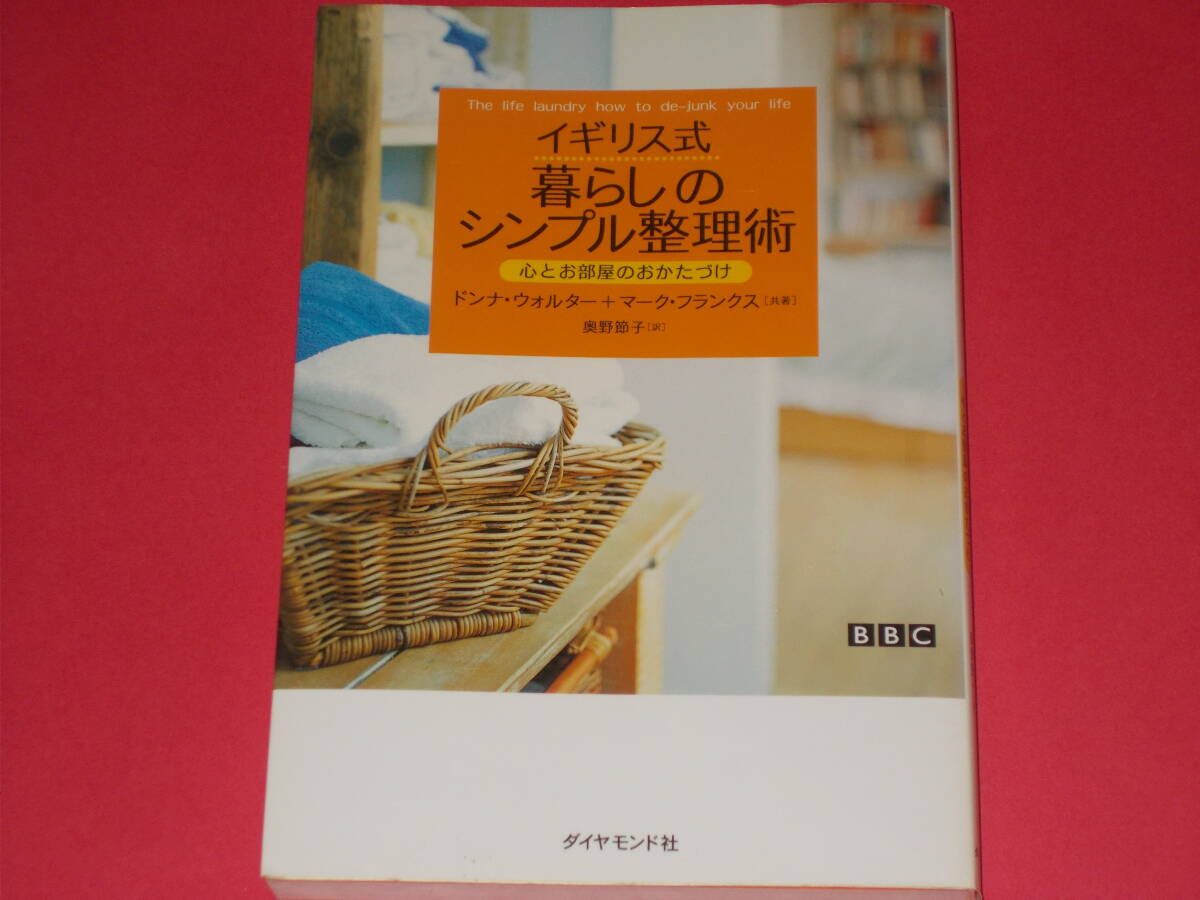 The life laundry how to de-junk your life
イギリス式
暮らしの
シンプル整理術
心とお部屋のおかたづけ
ドンナ・ウォルター+マーク・フランクス[共著]
奥野節子[訳]
BBC
ダイヤモンド社